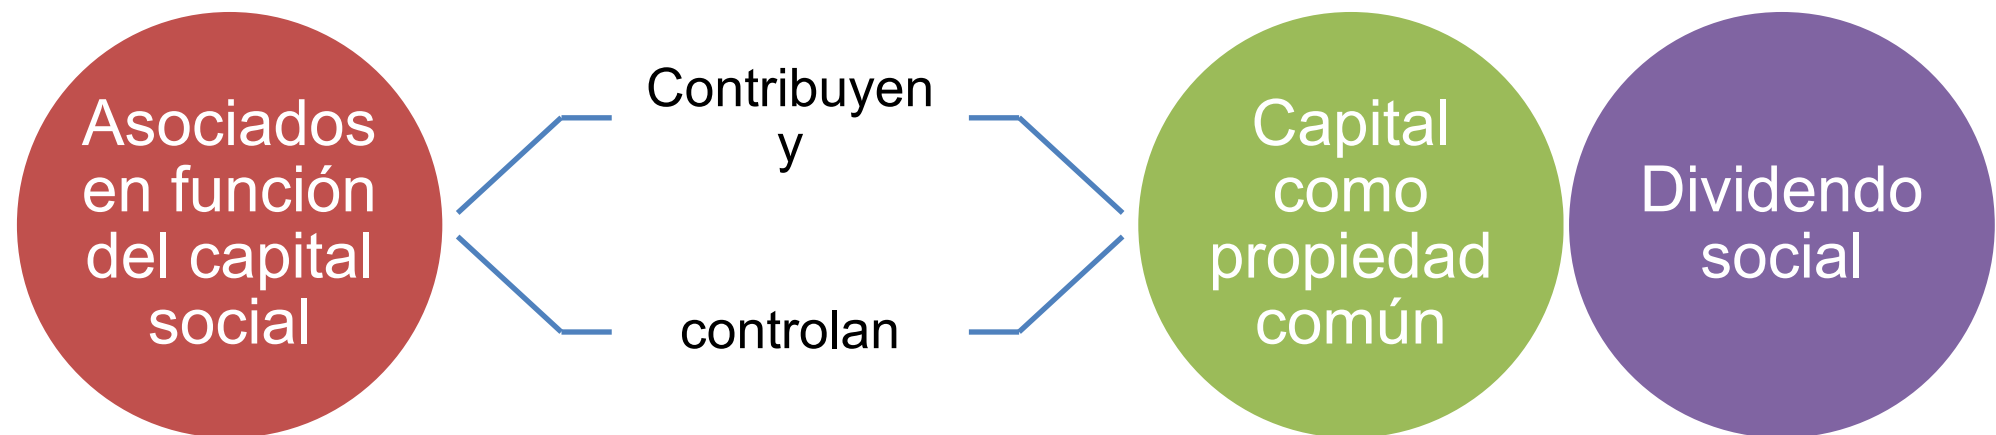 Asociados
en función
del capital
social
Contribuyen
y
controlan
Capital
como
propiedad
común
Dividendo
social